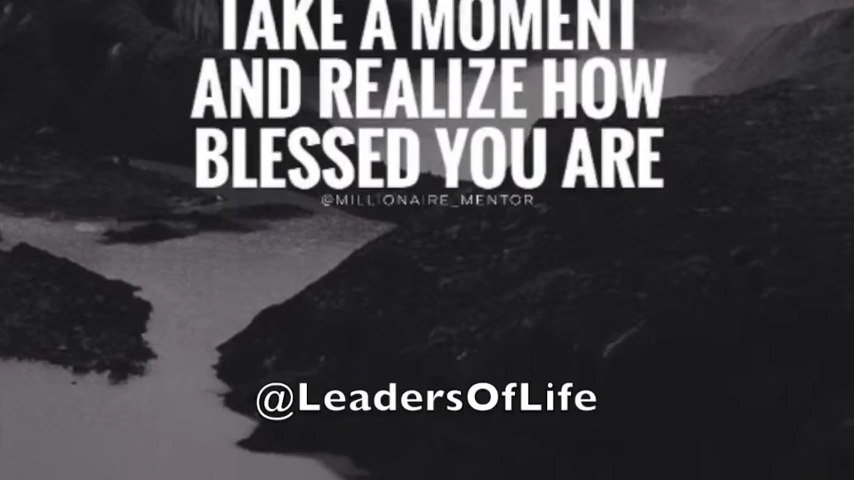 TAKE A MOMENT
AND REALIZE HOW
BLESSED YOU ARE
@MILLIONAIRE_MENTOR
@LeadersOfLife